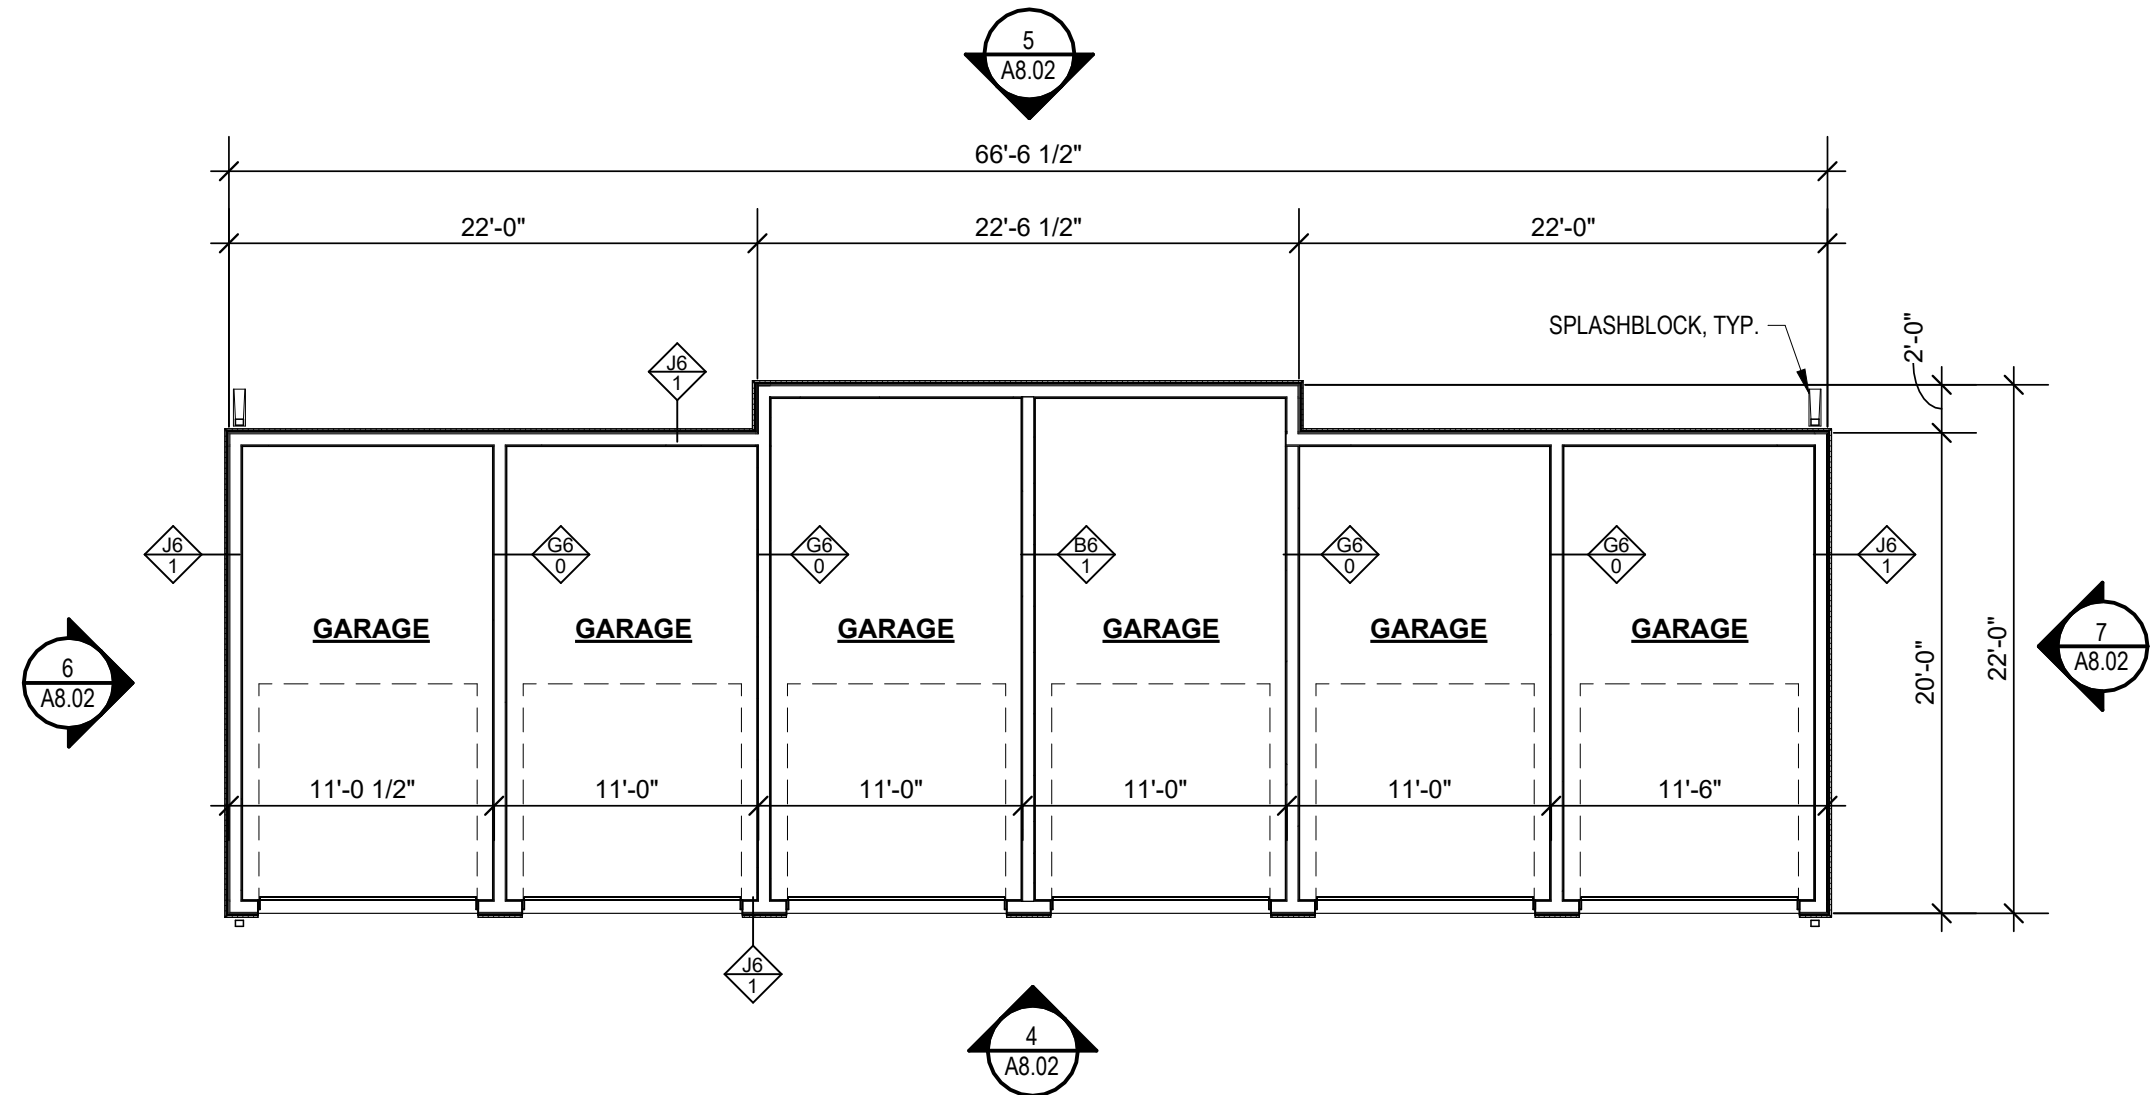 5
A8.02
66'-6 1/2"
22'-0"
22'-6 1/2"
22'-0"
SPLASHBLOCK, TYP.
2'-0"
J6
1
J6
1
G6
0
G6
0
B6
1
G6
0
G6
0
J6
1
GARAGE
GARAGE
GARAGE
GARAGE
GARAGE
GARAGE
6
A8.02
20'-0"
22'-0"
7
A8.02
11'-0 1/2"
11'-0"
11'-0"
11'-0"
11'-0"
11'-6"
J6
1
4
A8.02